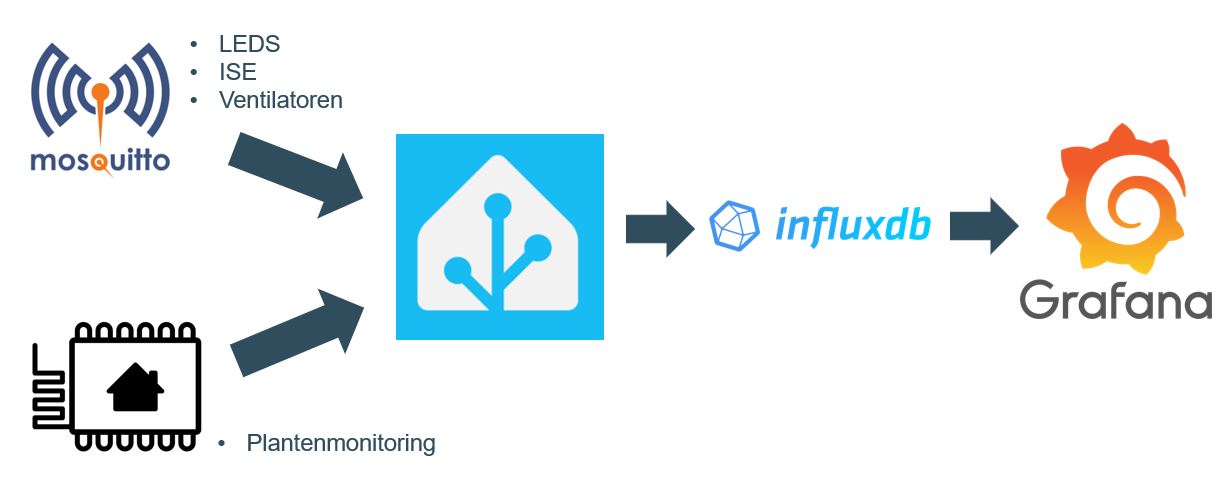 LEDS
ISE
Ventilatoren
mosquitto
influxdb
Grafana
Plantenmonitoring